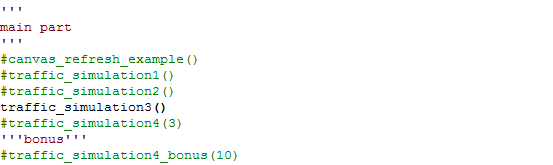 '''
main part
'''
#canvas_refresh_example()
#traffic_simulation1()
#traffic_simulation2()
traffic_simulation3()
#traffic_simulation4(3)
'''bonus'''
#traffic_simulation4_bonus(10)